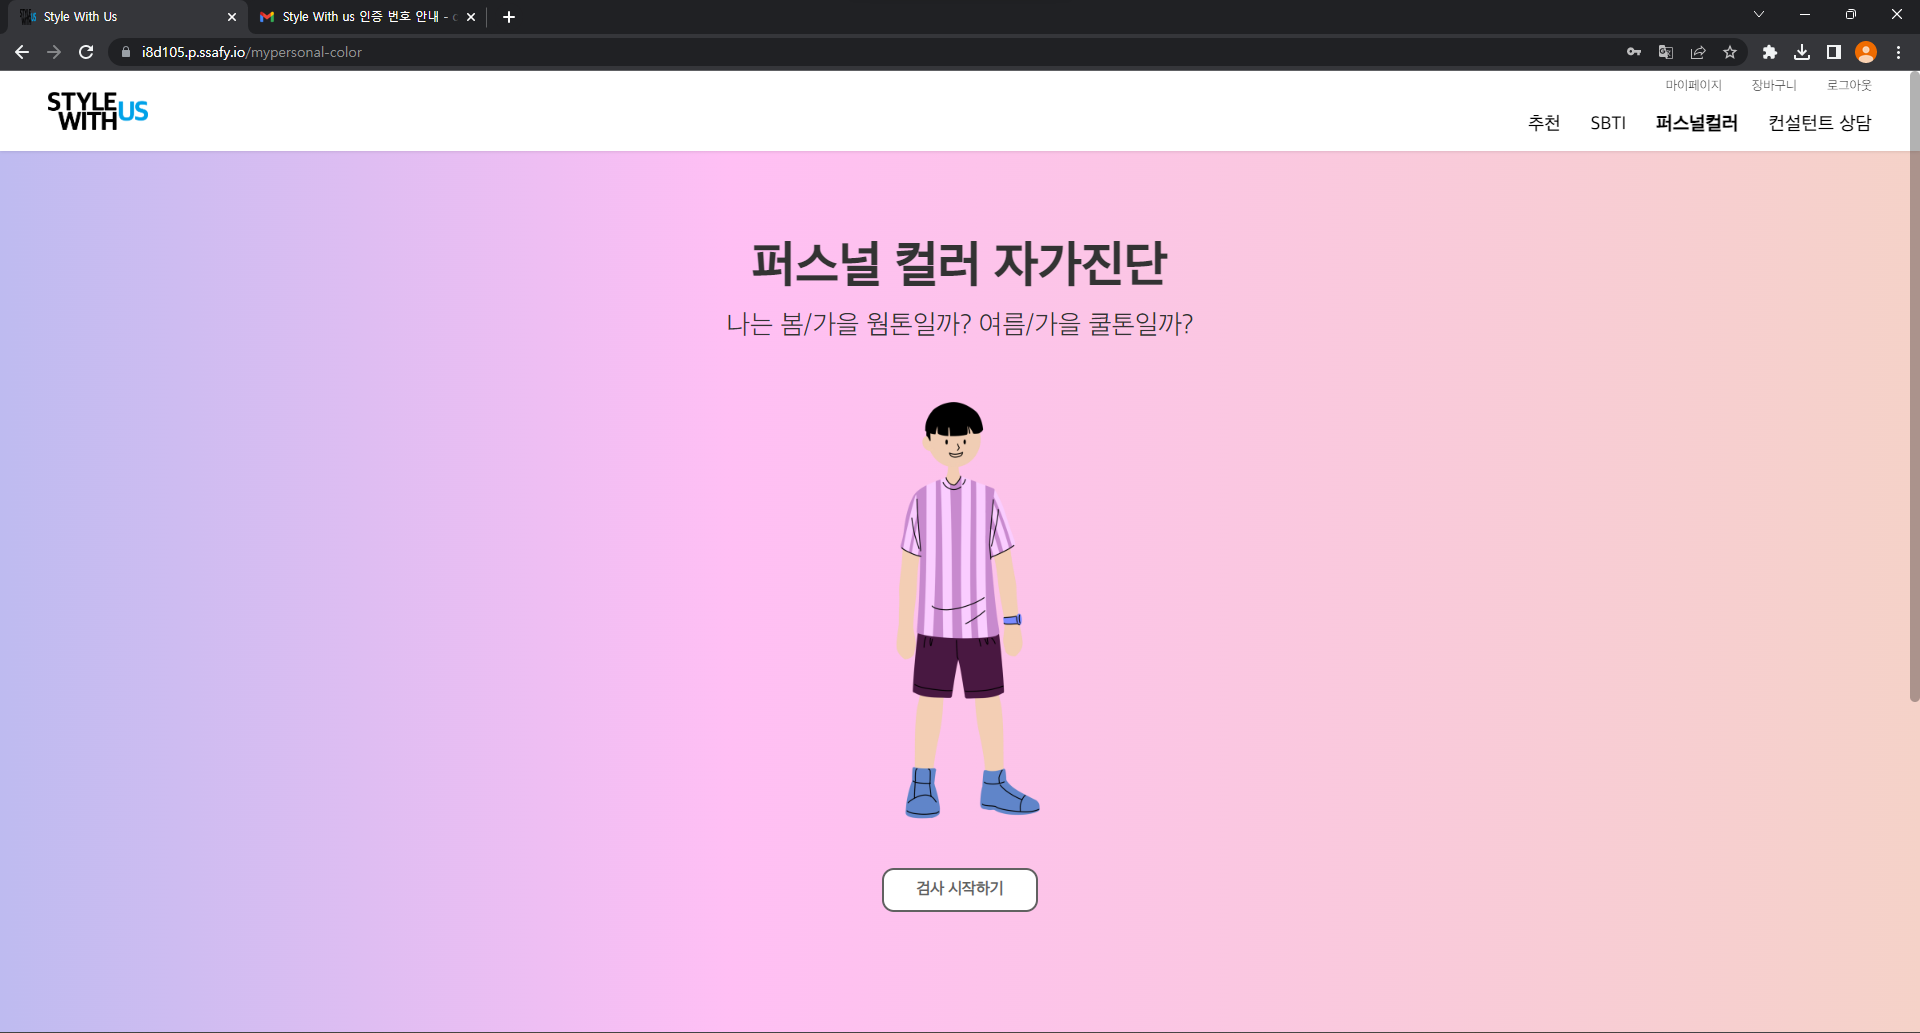 Style With Us
Style With us 인증 번호 안내 -
i8d105.p.ssafy.io/mypersonal-color
마이페이지 장바구니 로그아웃
STYLE WITH US
추천 SBTI 퍼스널컬러 컨설턴트 상담
퍼스널 컬러 자가진단
나는 봄/가을 웜톤일까? 여름/가을 쿨톤일까?
검사 시작하기